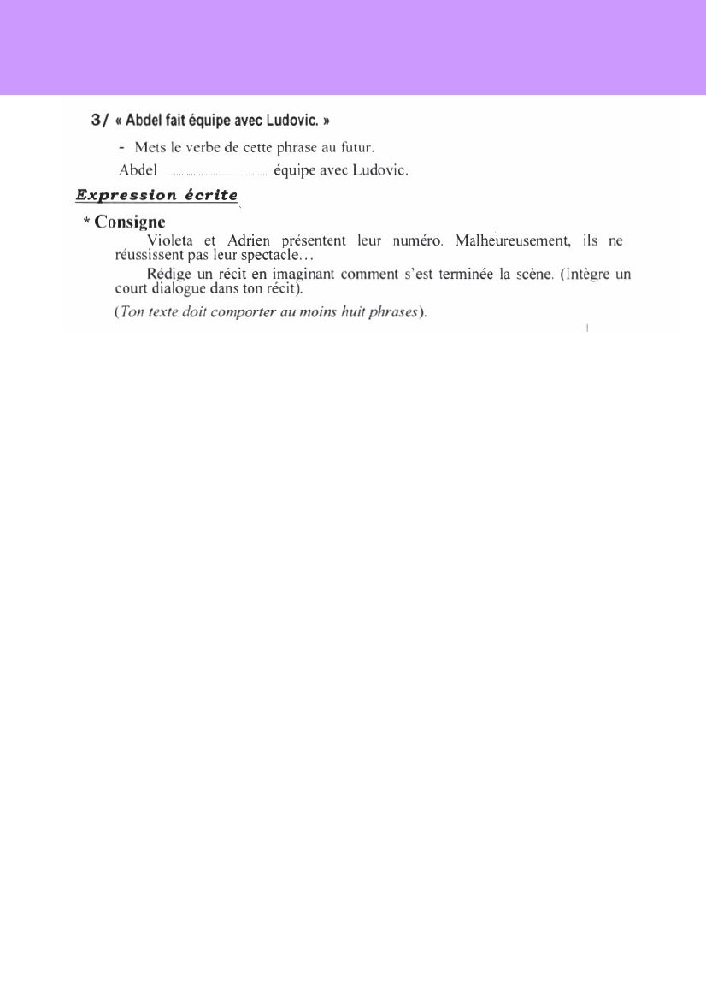 3/ « Abdel fait équipe avec Ludovic. »
- Mets le verbe de cette phrase au futur.
Abdel .................................. équipe avec Ludovic.
Expression écrite
* Consigne
Violeta et Adrien présentent leur numéro. Malheureusement, ils ne
réussissent pas leur spectacle…
Rédige un récit en imaginant comment s'est terminée la scène. (Intègre un
court dialogue dans ton récit).
(Ton texte doit comporter au moins huit phrases).